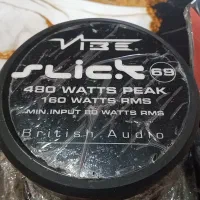 VIBE
SLICK 69
480 WATTS PEAK
160 WATTS RMS
MIN.INPUT 80 WATTS RMS
British Audio